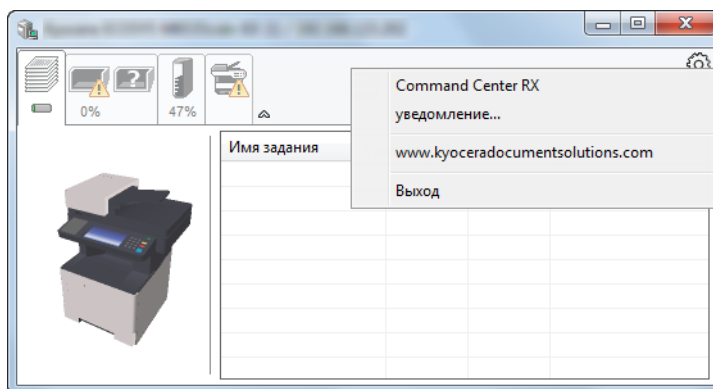 0%
47%
Имя задания
Command Center RX
уведомление...
www.kyoceradocumentsolutions.com
Выход